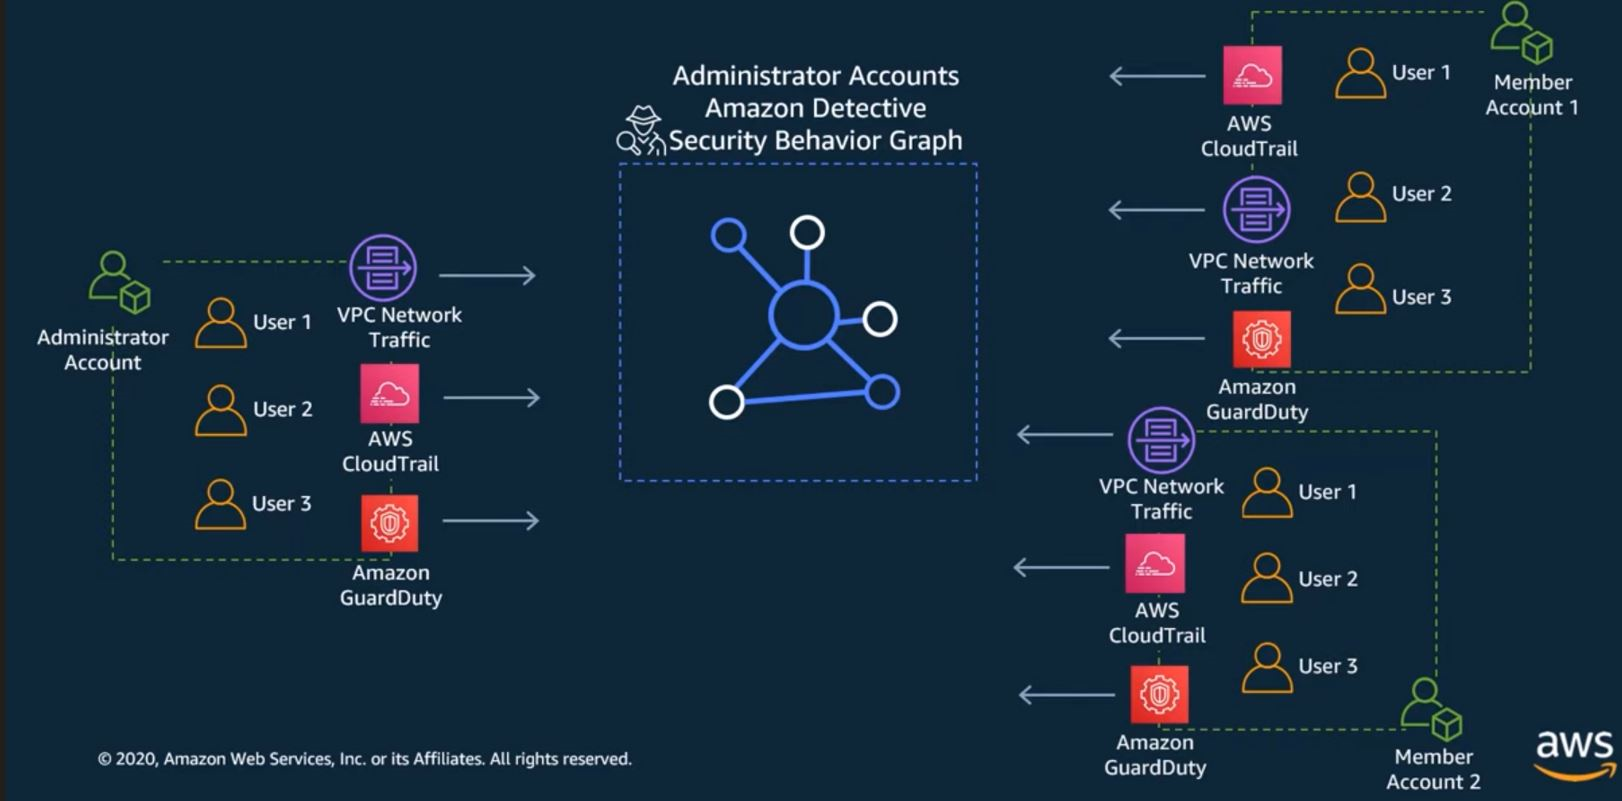 Administrator Accounts
Amazon Detective
Security Behavior Graph
Administrator
Account
User 1
User 2
User 3
VPC Network
Traffic
AWS
CloudTrail
Amazon
GuardDuty
Member
Account 1
AWS
CloudTrail
User 1
VPC Network
Traffic
User 2
User 3
Amazon
GuardDuty
VPC Network
Traffic
User 1
AWS
CloudTrail
User 2
User 3
Amazon
GuardDuty
Member
Account 2
© 2020, Amazon Web Services, Inc. or its Affiliates. All rights reserved.
aws